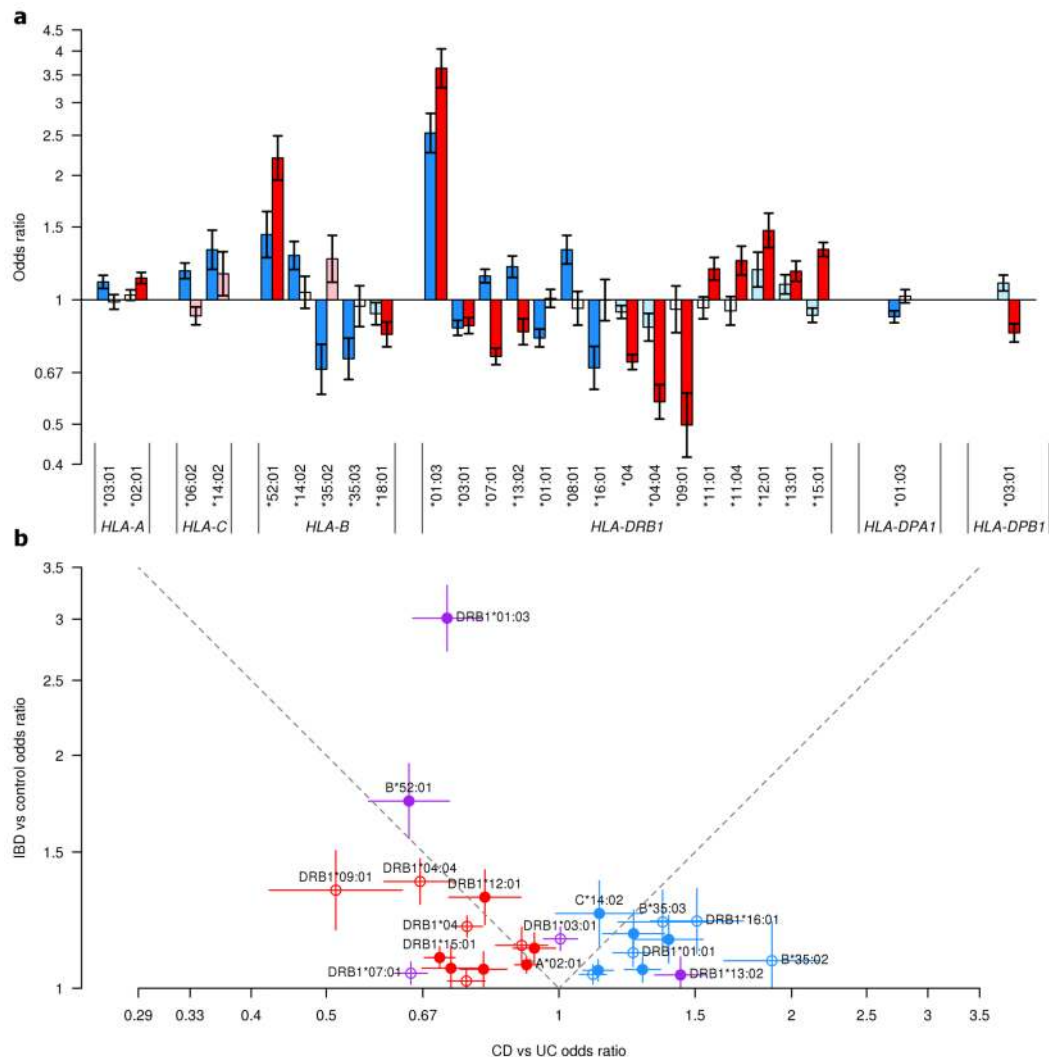 a
Odds ratio
4.5
4
3.5
3
2.5
2
1.5
1
0.67
0.5
0.4
*03:01
*02:01
*06:02
*14:02
*52:01
*14:02
*35:02
*35:03
*18:01
*01:03
*03:01
*07:01
*13:02
*01:01
*08:01
*16:01
*04
*04:04
*09:01
*11:01
*11:04
*12:01
*13:01
*15:01
*01:03
*03:01
HLA-A HLA-C HLA-B HLA-DRB1 HLA-DPA1 HLA-DPB1
b
IBD vs control odds ratio
3.5
3
2.5
2
1.5
1
DRB1*01:03
B*52:01
DRB1*09:01
DRB1*04:04
DRB1*12:01
C*14:02
B*35:03
DRB1*16:01
DRB1*04
DRB1*03:01
DRB1*15:01
DRB1*01:01
A*02:01
B*35:02
DRB1*07:01
DRB1*13:02
0.29 0.33 0.4 0.5 0.67 1 1.5 2 2.5 3 3.5
CD vs UC odds ratio